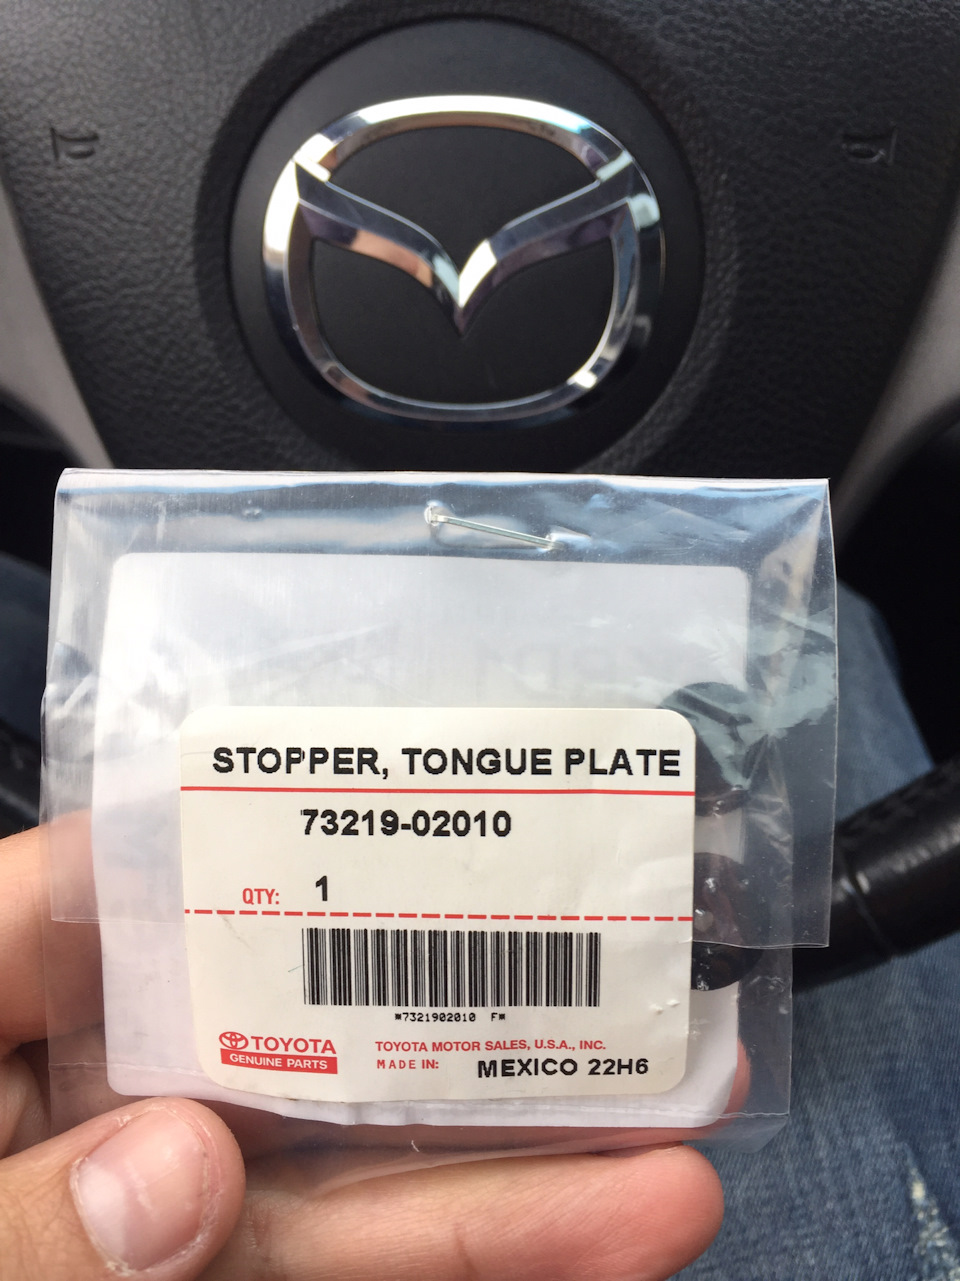 STOPPER, TONGUE PLATE
73219-02010
QTY: 1
*7321902010 F*
TOYOTA
GENUINE PARTS
TOYOTA MOTOR SALES, U.S.A., INC.
MADE IN: MEXICO 22H6